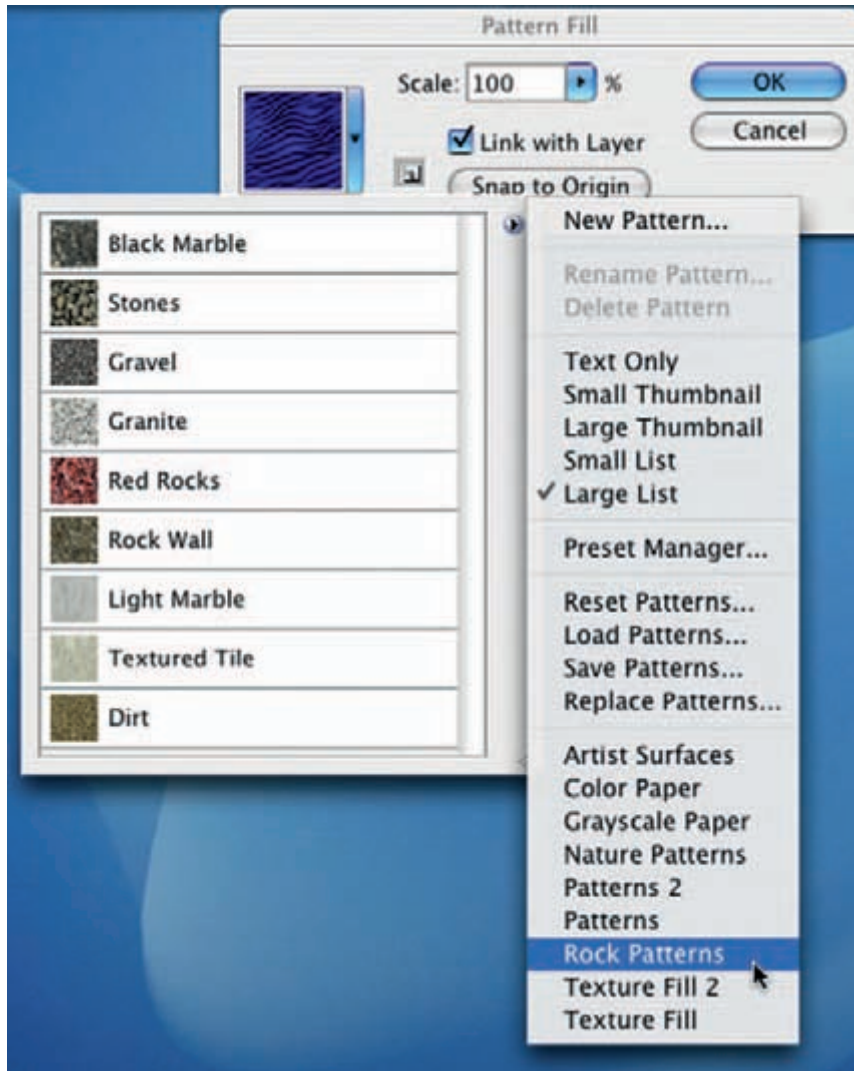 Pattern Fill
Scale: 100 %
OK
Link with Layer
Cancel
Snap to Origin
Black Marble
Stones
Gravel
Granite
Red Rocks
Rock Wall
Light Marble
Textured Tile
Dirt
New Pattern...
Rename Pattern...
Delete Pattern
Text Only
Small Thumbnail
Large Thumbnail
Small List
Large List
Preset Manager...
Reset Patterns...
Load Patterns...
Save Patterns...
Replace Patterns...
Artist Surfaces
Color Paper
Grayscale Paper
Nature Patterns
Patterns 2
Patterns
Rock Patterns
Texture Fill 2
Texture Fill